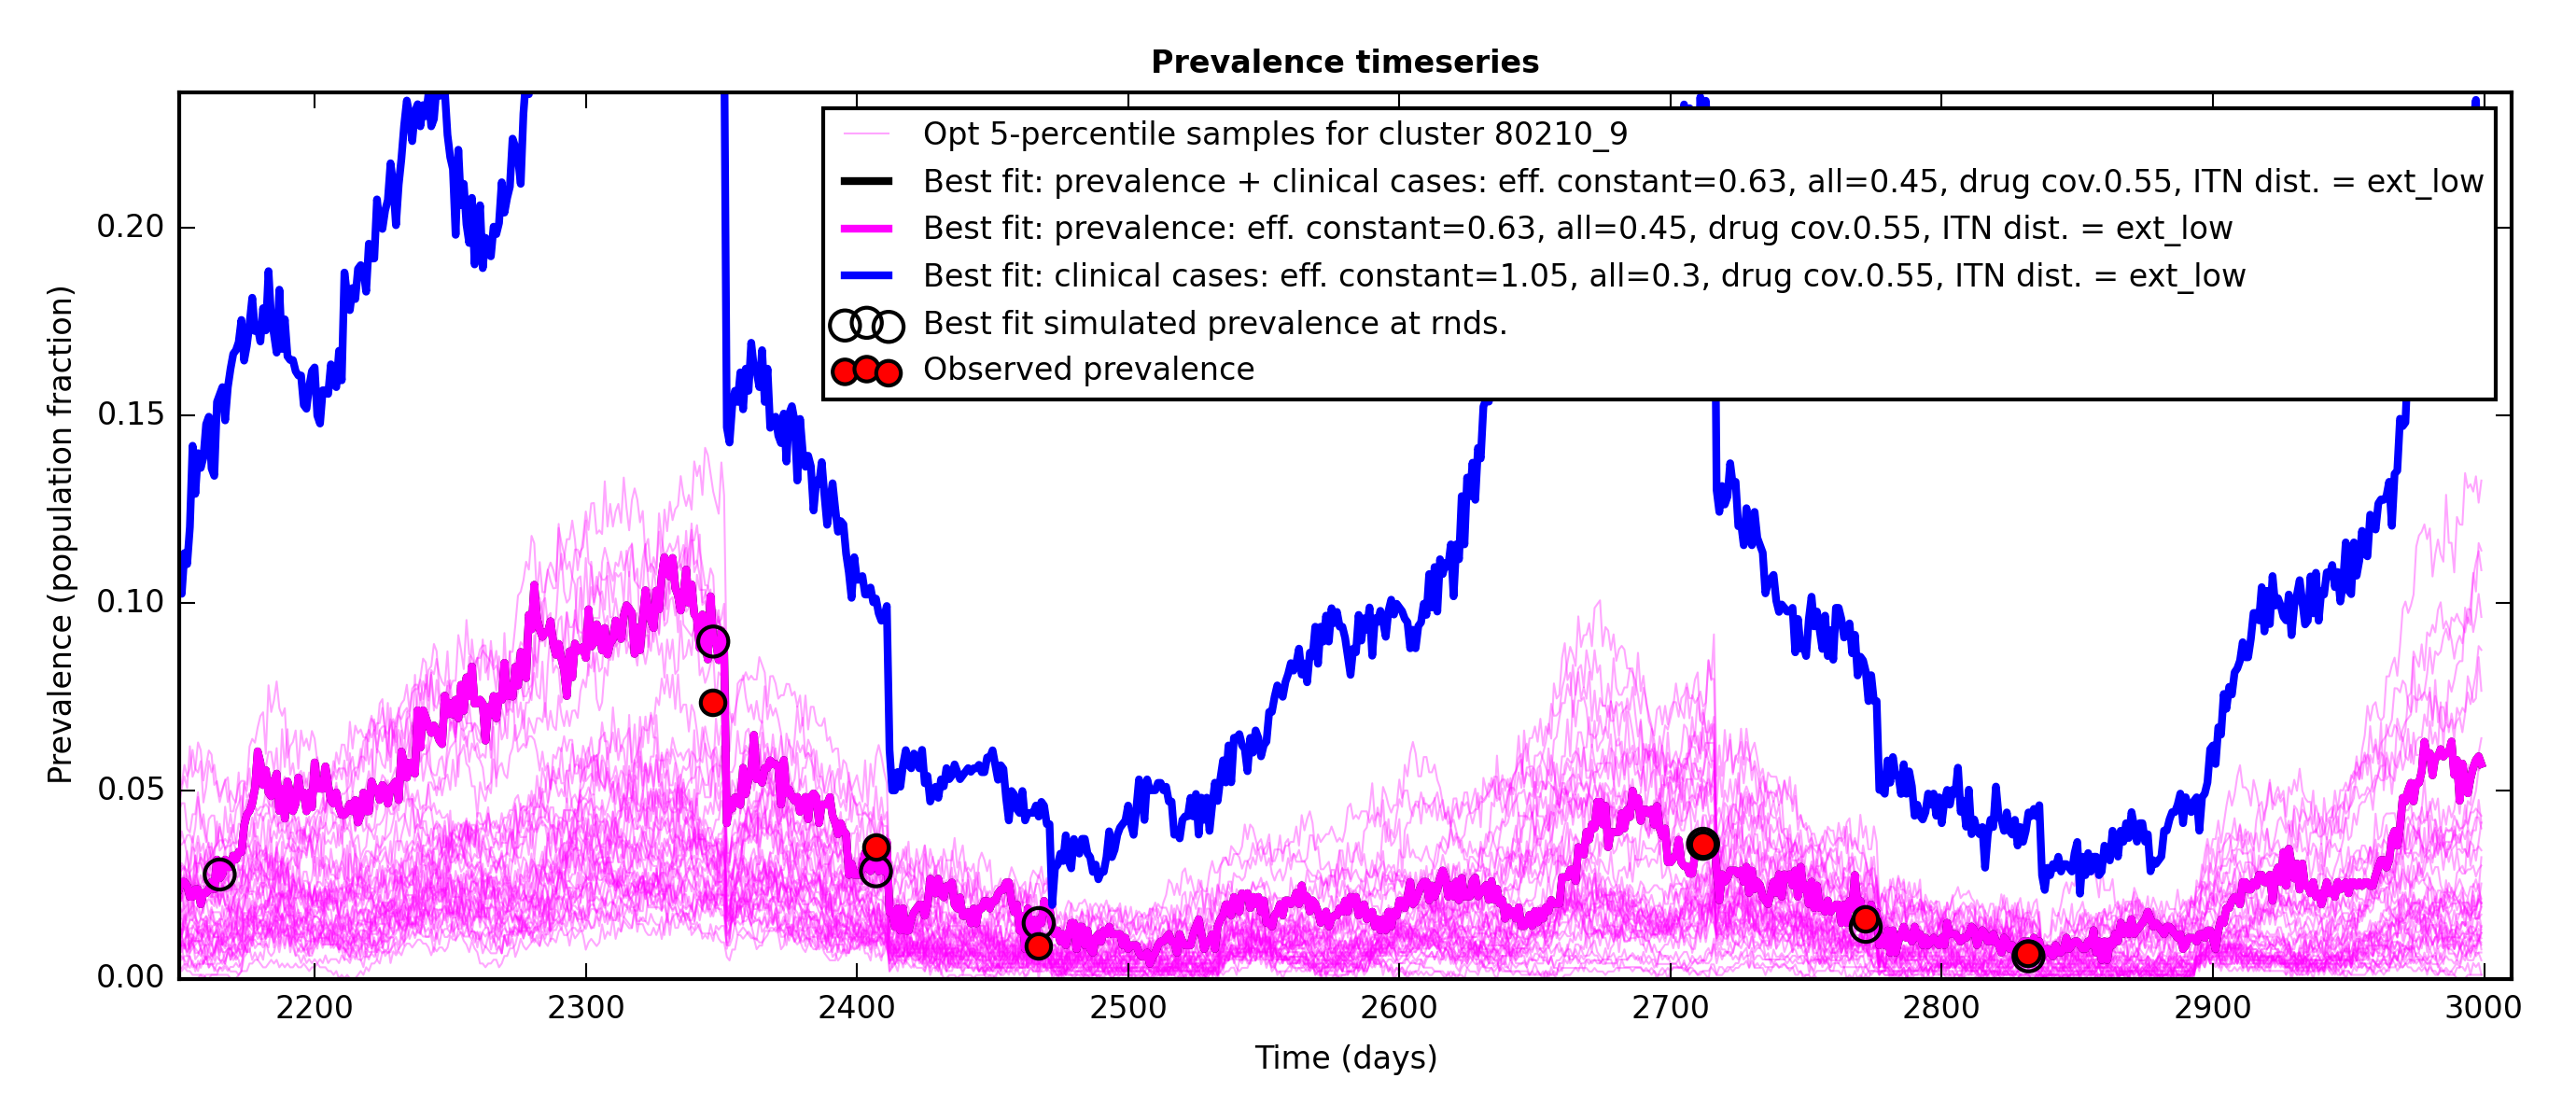 Prevalence timeseries
Opt 5-percentile samples for cluster 80210_9
Best fit: prevalence + clinical cases: eff. constant=0.63, all=0.45, drug cov.0.55, ITN dist. = ext_low
Best fit: prevalence: eff. constant=0.63, all=0.45, drug cov.0.55, ITN dist. = ext_low
Best fit: clinical cases: eff. constant=1.05, all=0.3, drug cov.0.55, ITN dist. = ext_low
Best fit simulated prevalence at rnds.
Observed prevalence
Prevalence (population fraction)
0.20
0.15
0.10
0.05
0.00
2200 2300 2400 2500 2600 2700 2800 2900 3000
Time (days)